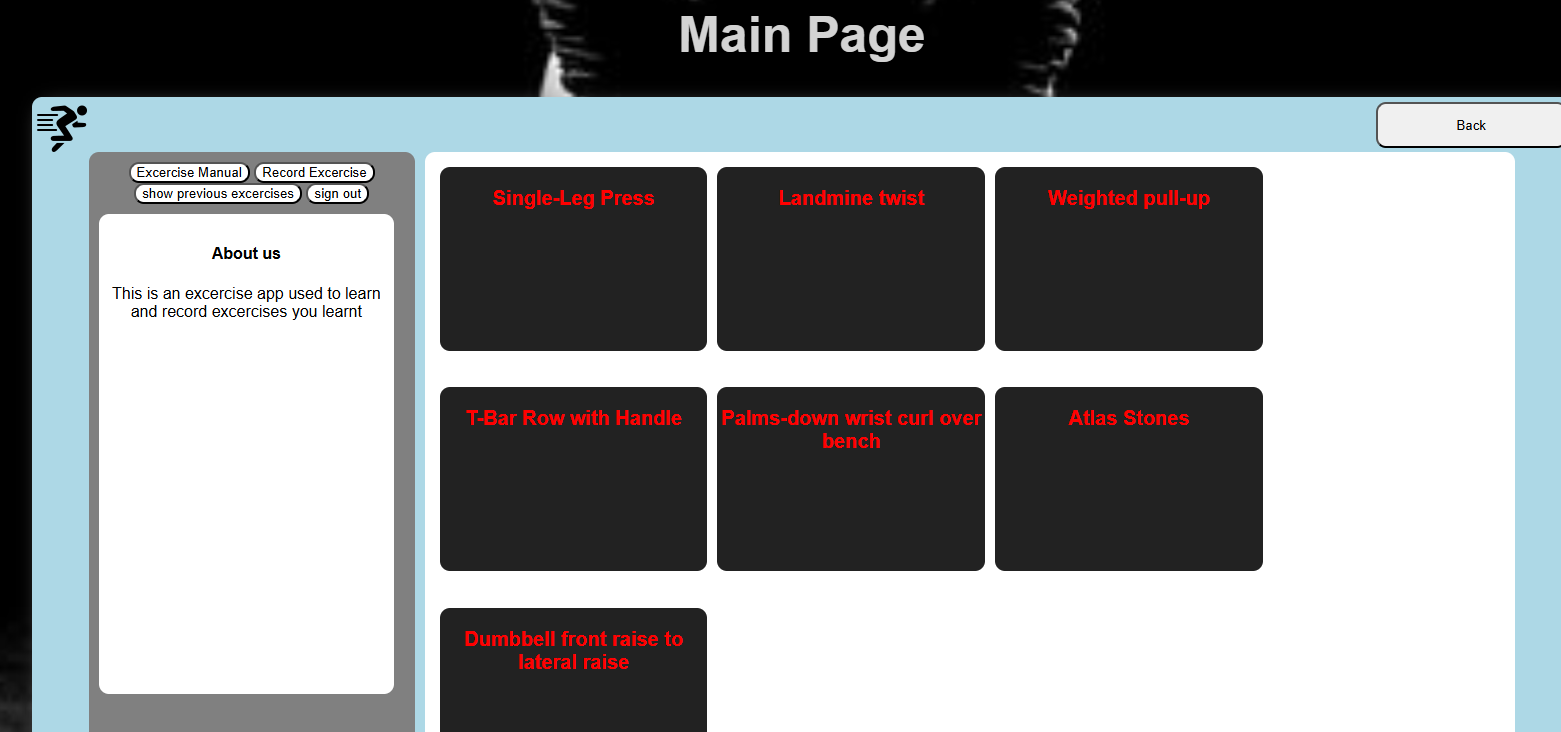 Main Page
Back
Excercise Manual
Record Excercise
show previous excercises
sign out
About us
This is an excercise app used to learn
and record excercises you learnt
Single-Leg Press
Landmine twist
Weighted pull-up
T-Bar Row with Handle
Palms-down wrist curl over
bench
Atlas Stones
Dumbbell front raise to
lateral raise